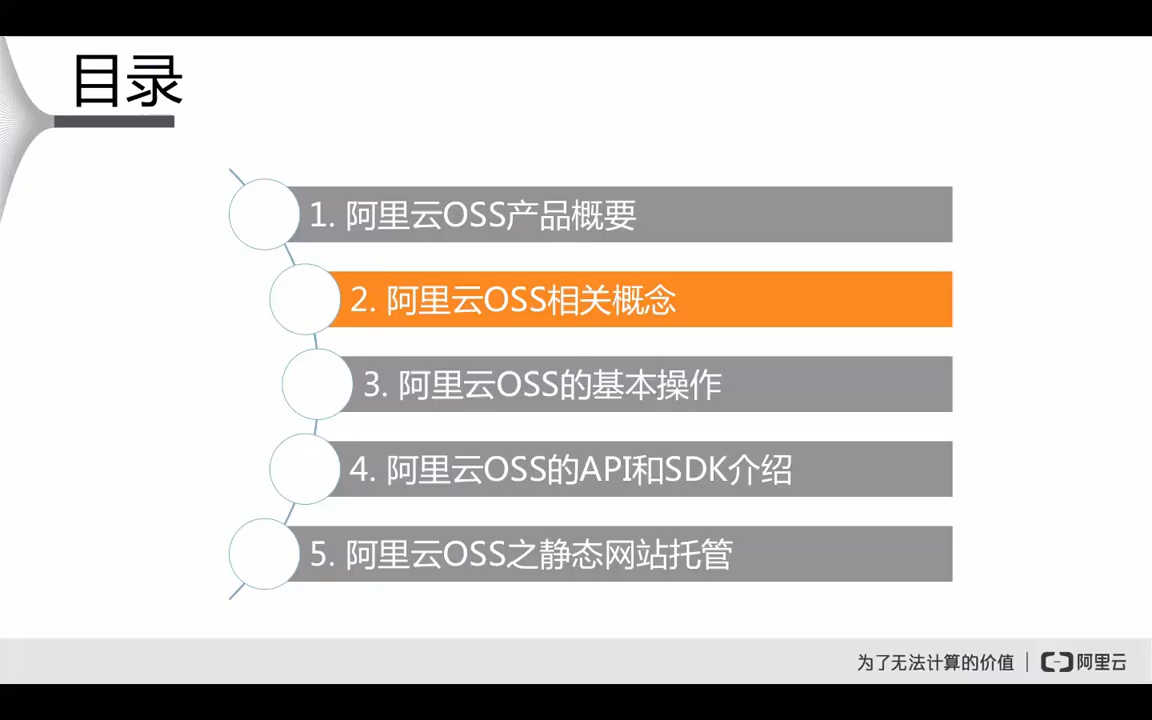 目录
1. 阿里云OSS产品概要
2. 阿里云OSS相关概念
3. 阿里云OSS的基本操作
4. 阿里云OSS的API和SDK介绍
5. 阿里云OSS之静态网站托管
为了无法计算的价值 | 阿里云